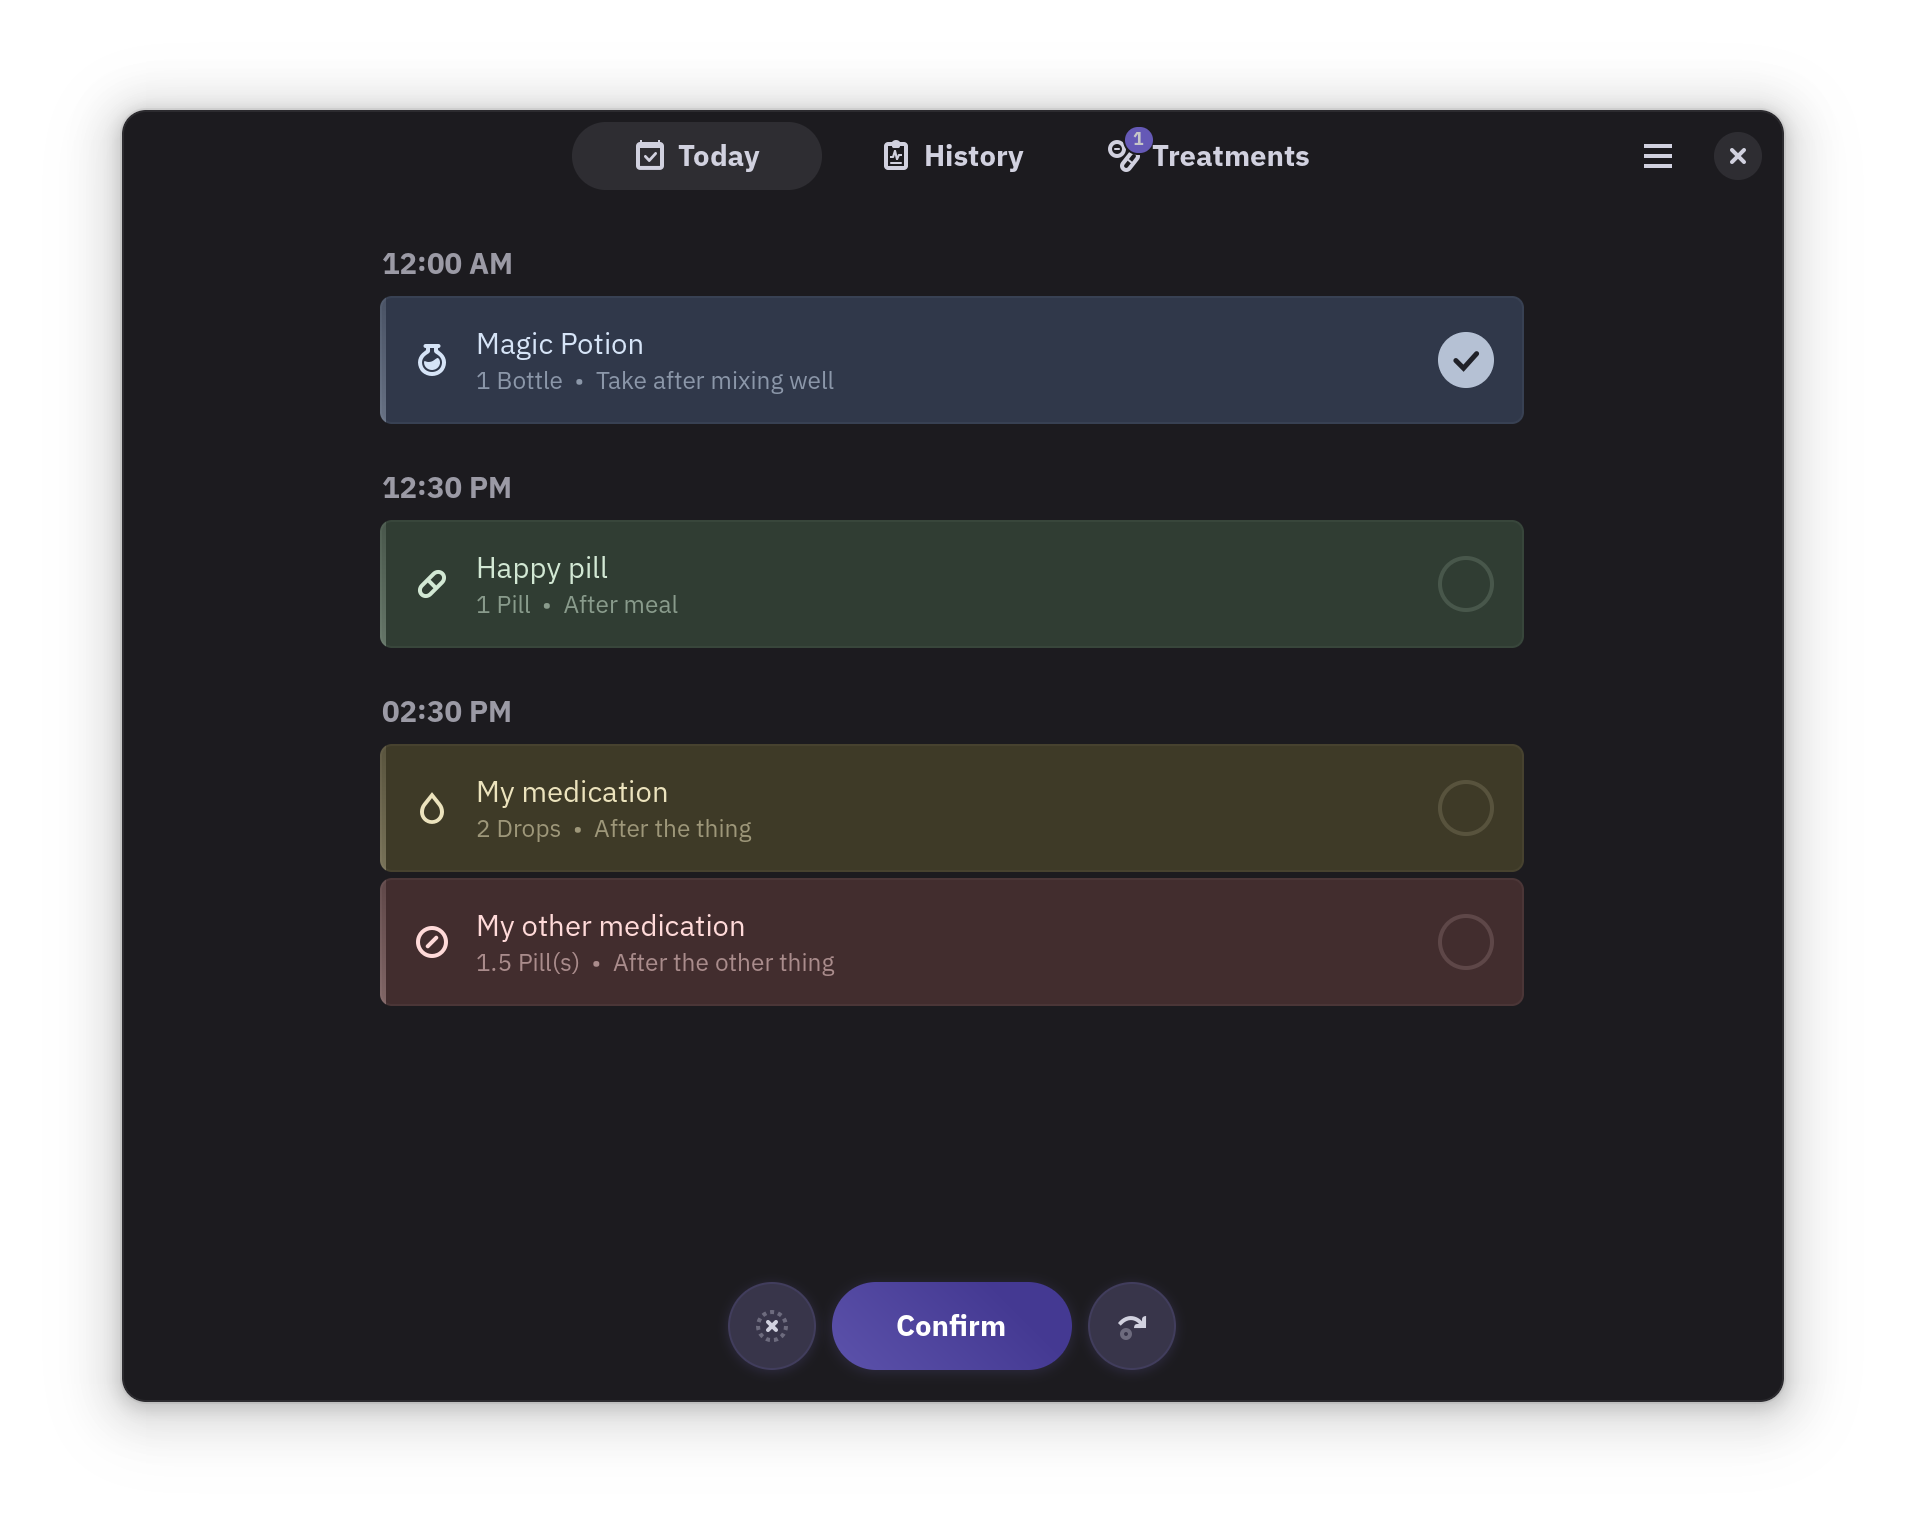 Today
History
1
Treatments
12:00 AM
Magic Potion
1 Bottle • Take after mixing well
12:30 PM
Happy pill
1 Pill • After meal
02:30 PM
My medication
2 Drops • After the thing
My other medication
1.5 Pill(s) • After the other thing
Confirm